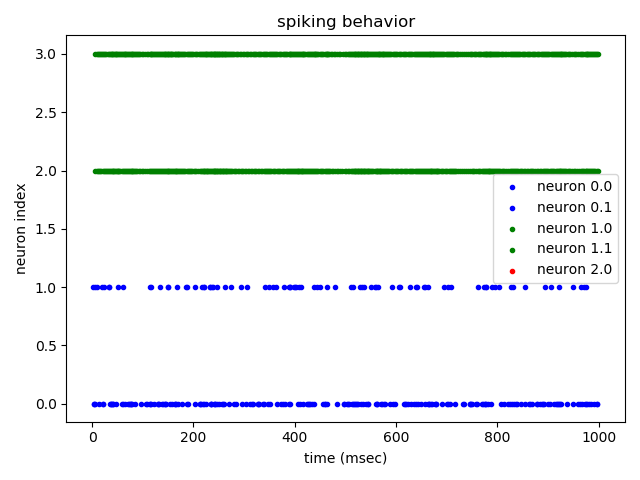 spiking behavior
3.0
2.5
2.0
1.5
1.0
0.5
0.0
neuron index
neuron 0.0
neuron 0.1
neuron 1.0
neuron 1.1
neuron 2.0
0 200 400 600 800 1000
time (msec)